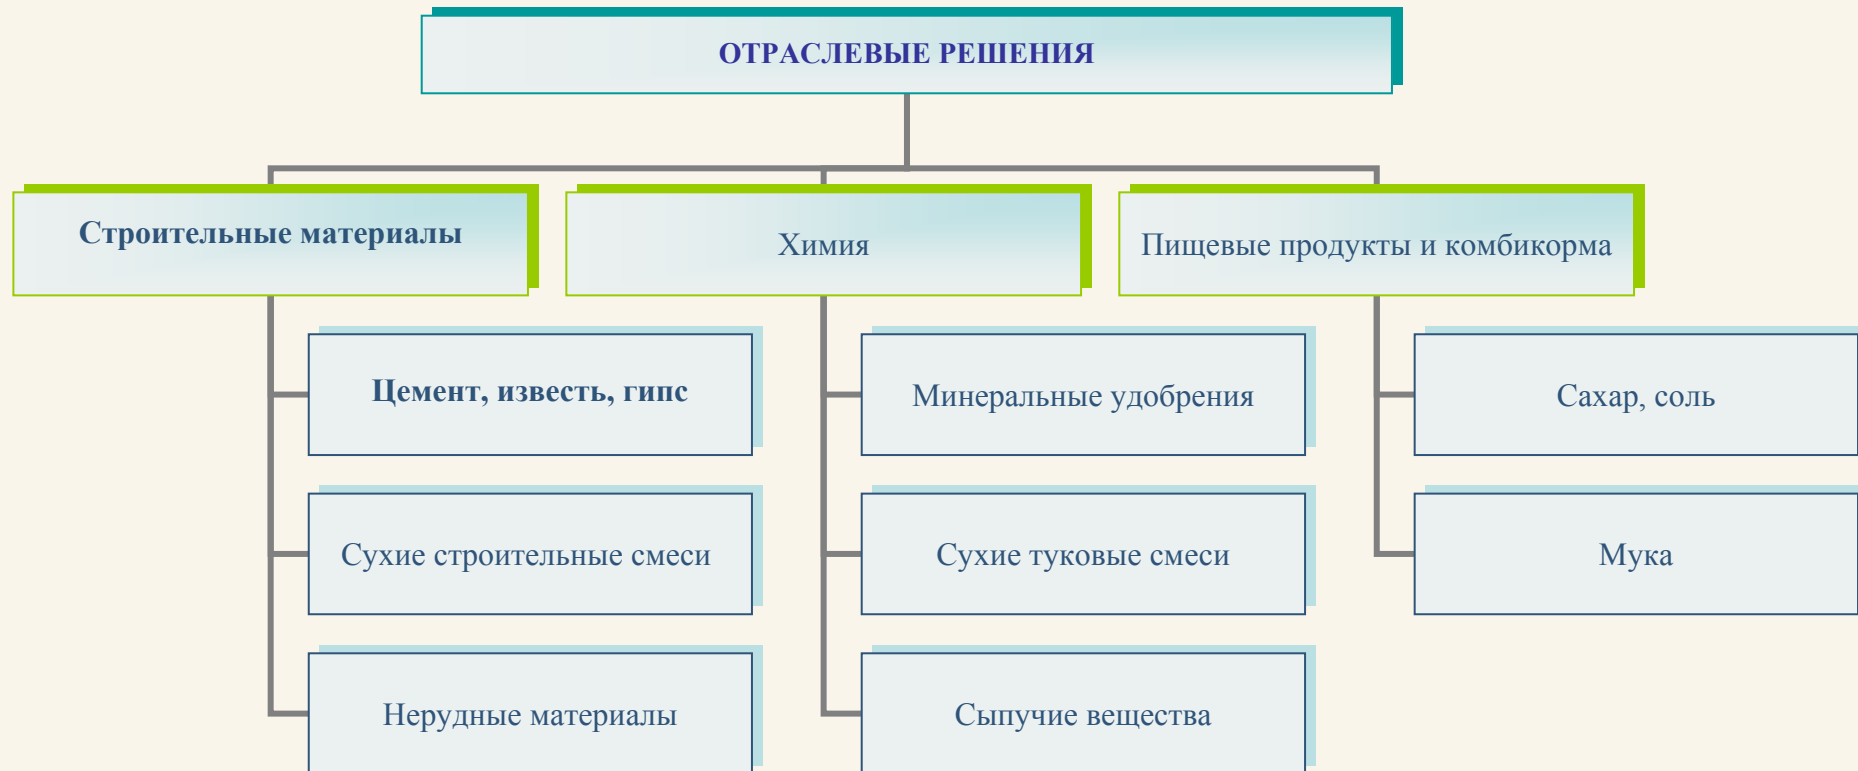 ОТРАСЛЕВЫЕ РЕШЕНИЯ
Строительные материалы
Химия
Пищевые продукты и комбикорма
Цемент, известь, гипс
Минеральные удобрения
Сахар, соль
Сухие строительные смеси
Сухие туковые смеси
Мука
Нерудные материалы
Сыпучие вещества